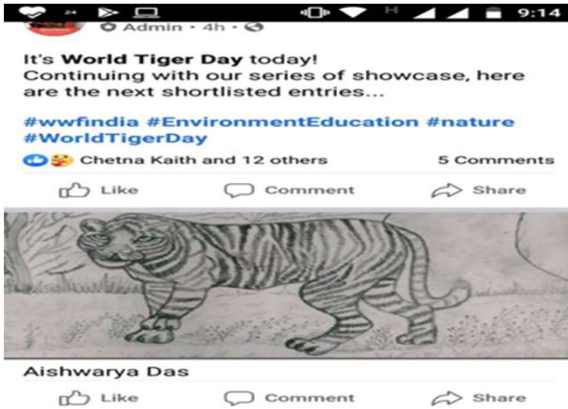 24 9:14
Admin · 4h ·
It's World Tiger Day today!
Continuing with our series of showcase, here
are the next shortlisted entries...
#wwfindia #EnvironmentEducation #nature
#WorldTigerDay
Chetna Kaith and 12 others 5 Comments
Like Comment Share
Aishwarya Das
Like Comment Share